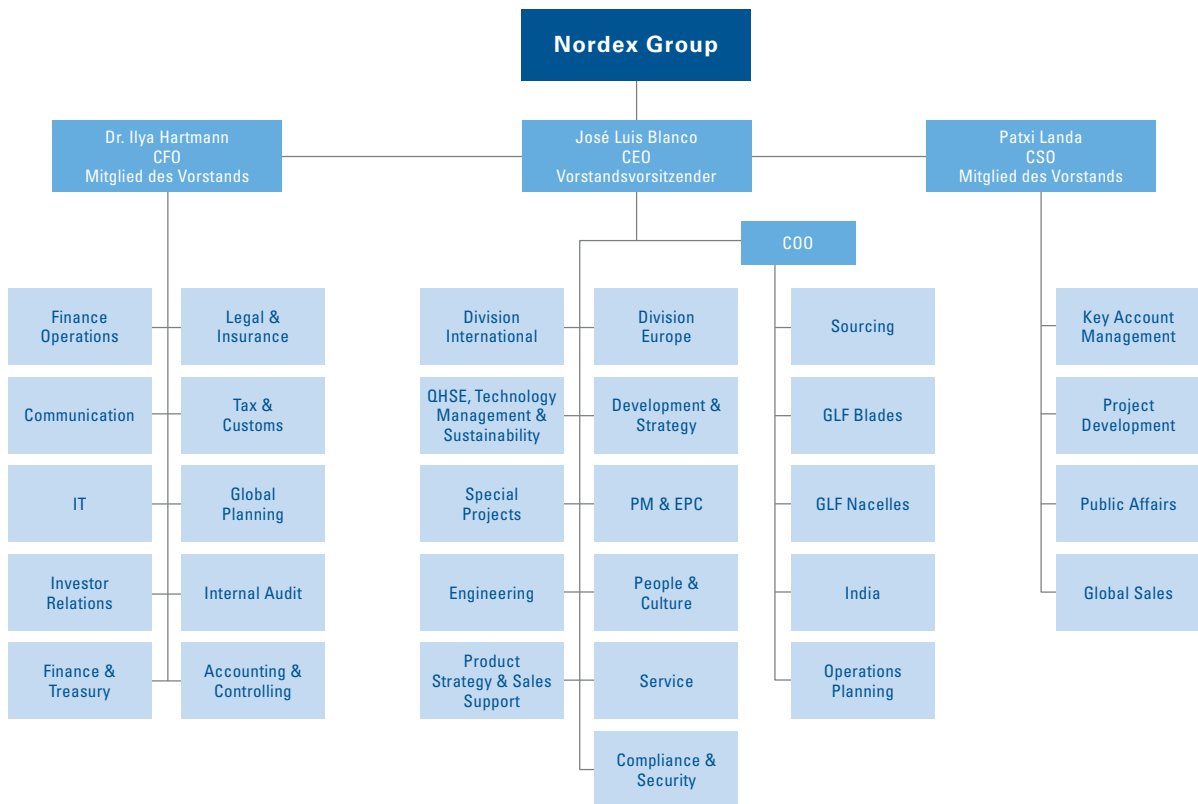 Nordex Group
Dr. Ilya Hartmann
CFO
Mitglied des Vorstands
José Luis Blanco
CEO
Vorstandsvorsitzender
Patxi Landa
CSO
Mitglied des Vorstands
COO
Finance
Operations
Legal &
Insurance
Communication
Tax &
Customs
IT
Global
Planning
Investor
Relations
Internal Audit
Finance &
Treasury
Accounting &
Controlling
Division
International
Division
Europe
QHSE, Technology
Management &
Sustainability
Development &
Strategy
Special
Projects
PM & EPC
Engineering
People &
Culture
Product
Strategy & Sales
Support
Service
Compliance &
Security
Sourcing
GLF Blades
GLF Nacelles
India
Operations
Planning
Key Account
Management
Project
Development
Public Affairs
Global Sales